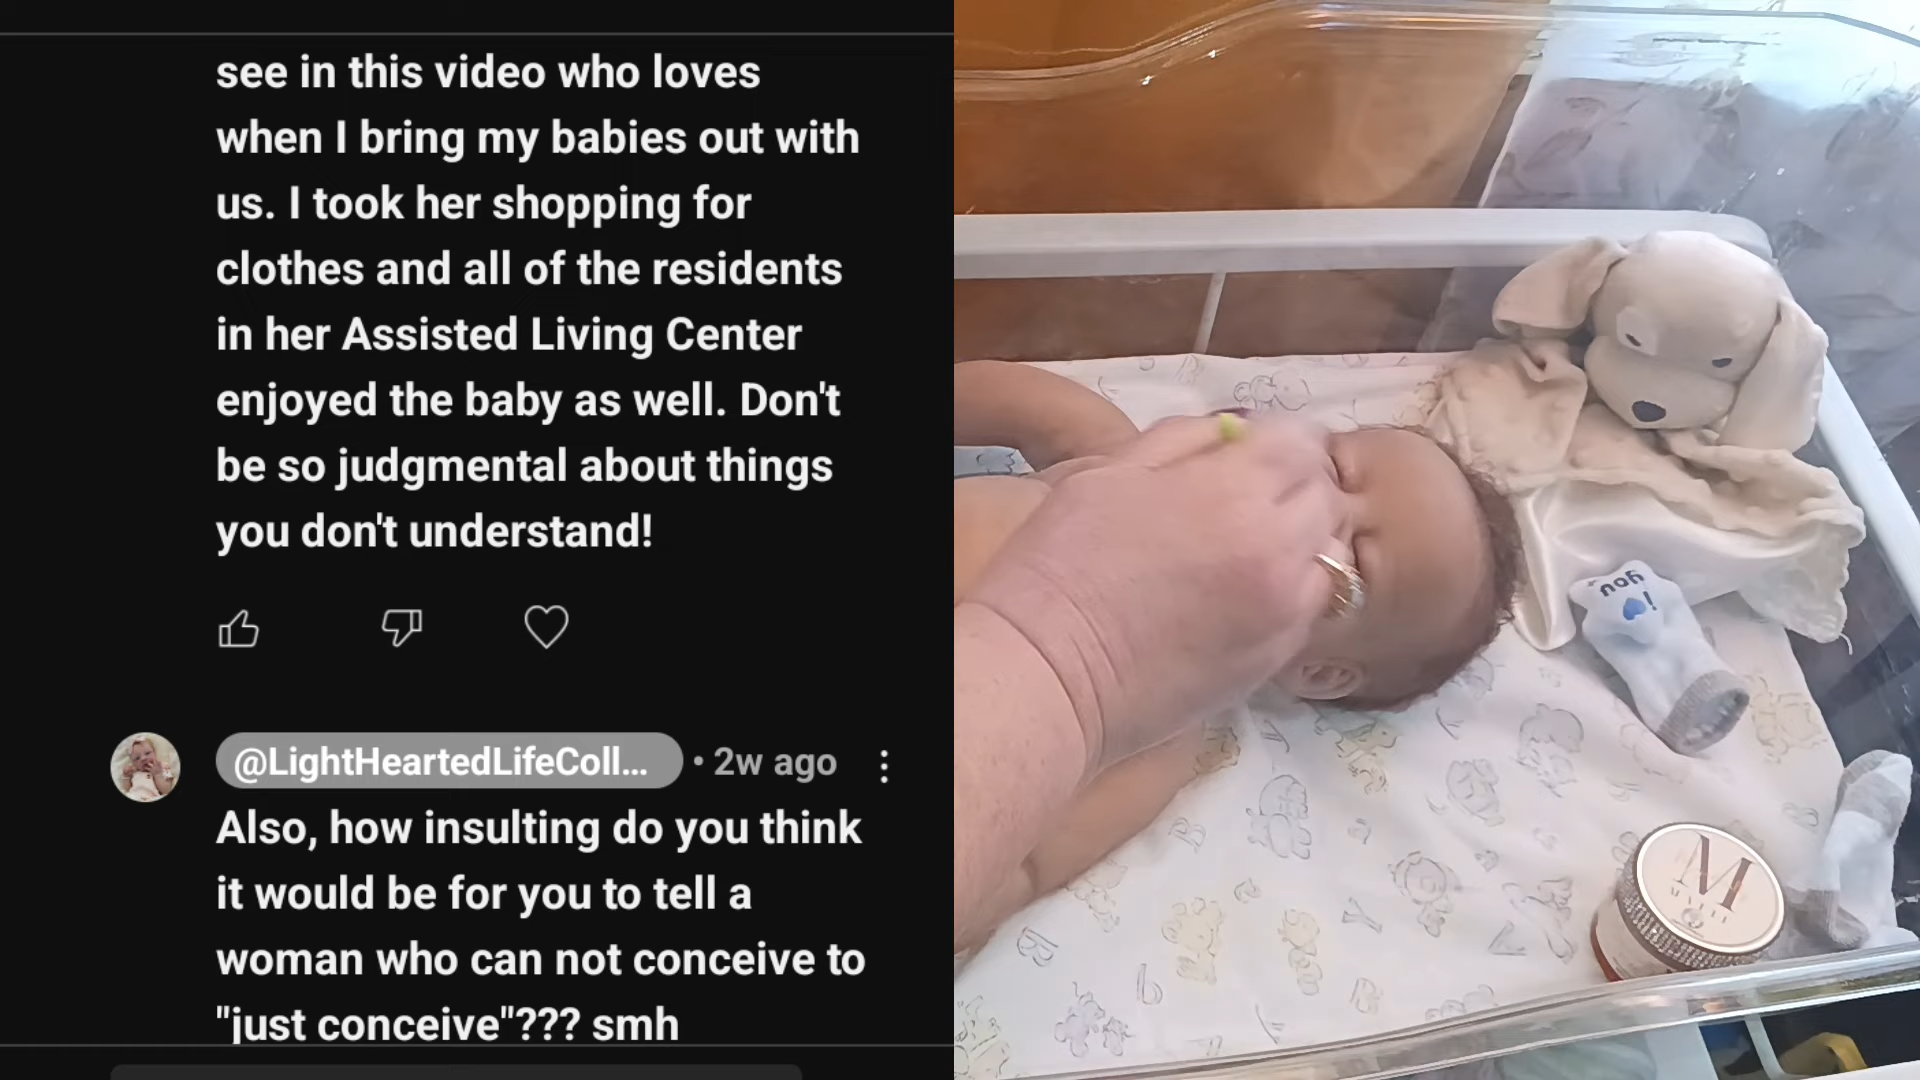 see in this video who loves
when I bring my babies out with
us. I took her shopping for
clothes and all of the residents
in her Assisted Living Center
enjoyed the baby as well. Don't
be so judgmental about things
you don't understand!
@LightHeartedLifeColl... • 2w ago
Also, how insulting do you think
it would be for you to tell a
woman who can not conceive to
"just conceive"??? smh
i
you
M